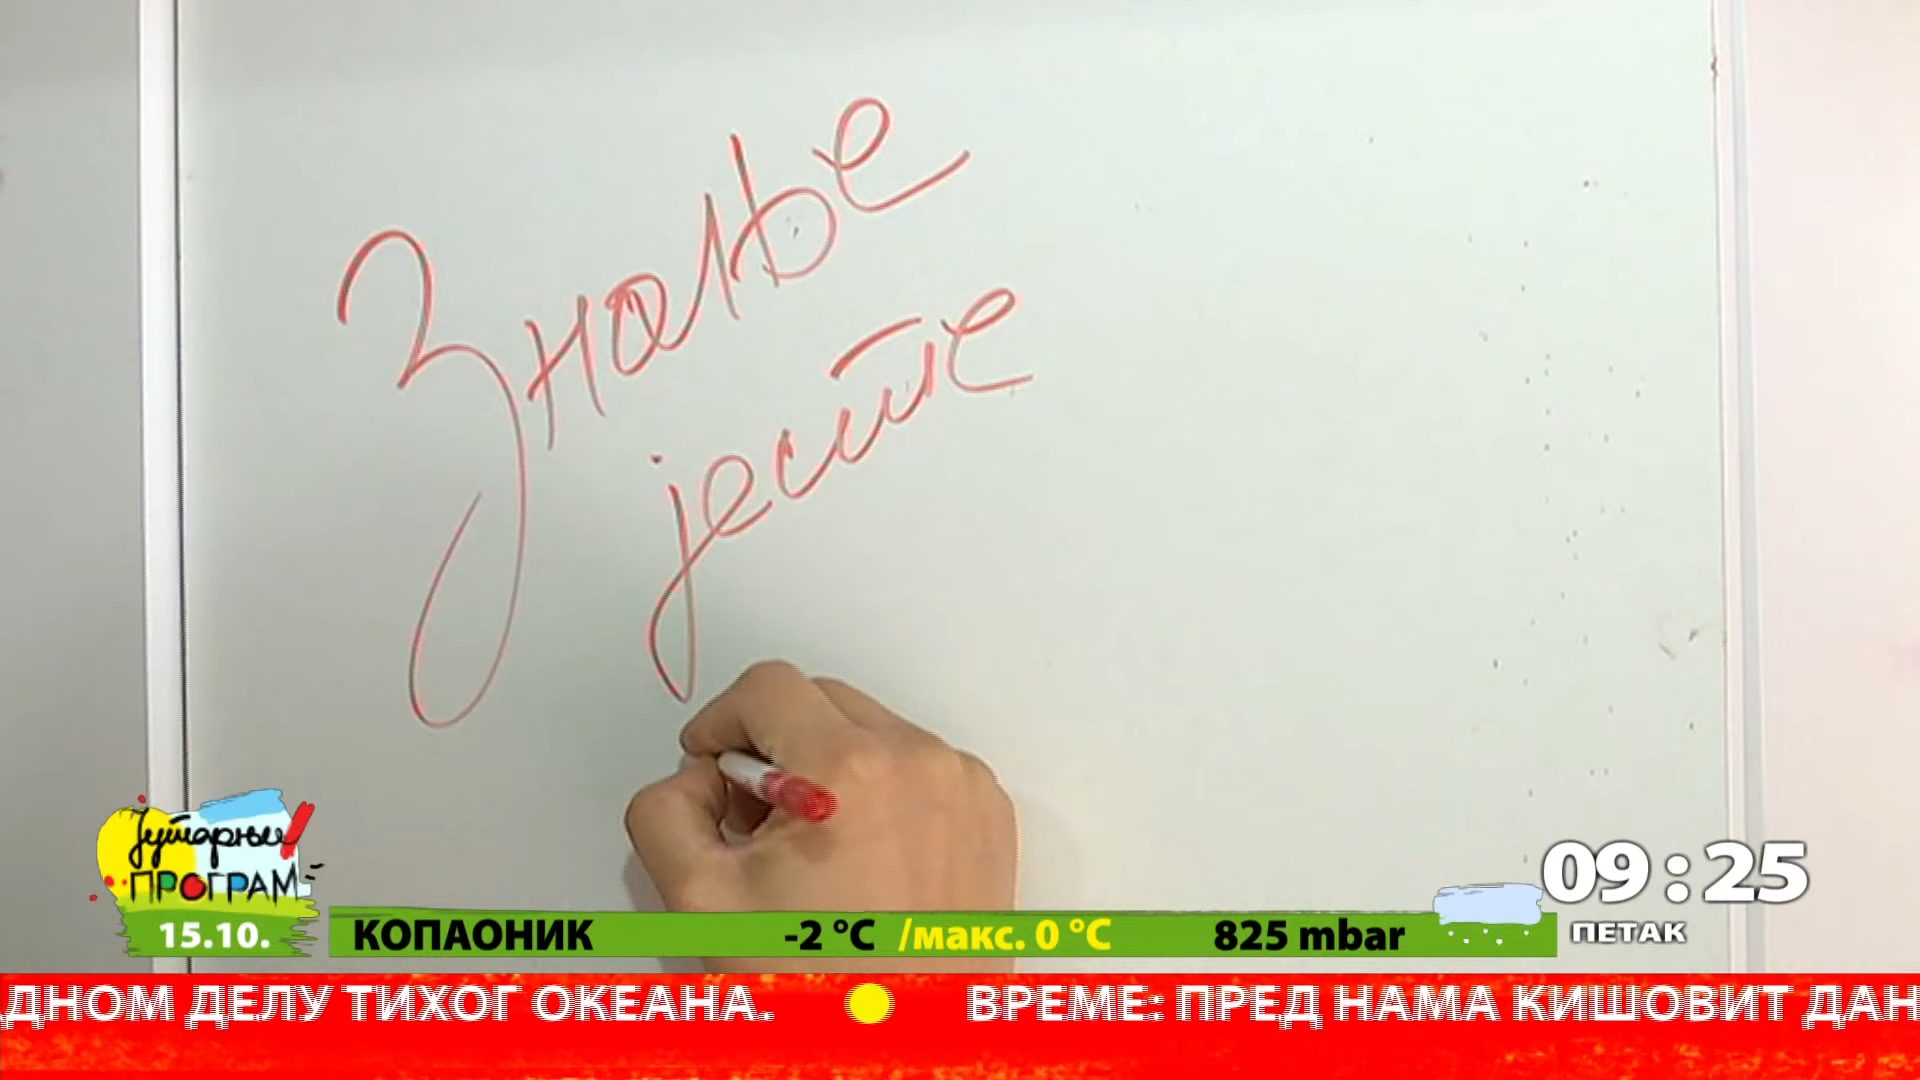 Знање
јесте
Јутарњи
ПРОГРАМ
15.10.
КОПАОНИК -2 °C /макс. 0 °C 825 mbar
09:25
ПЕТАК
ДНОМ ДЕЛУ ТИХОГ ОКЕАНА. ВРЕМЕ: ПРЕД НАМА КИШОВИТ ДАН